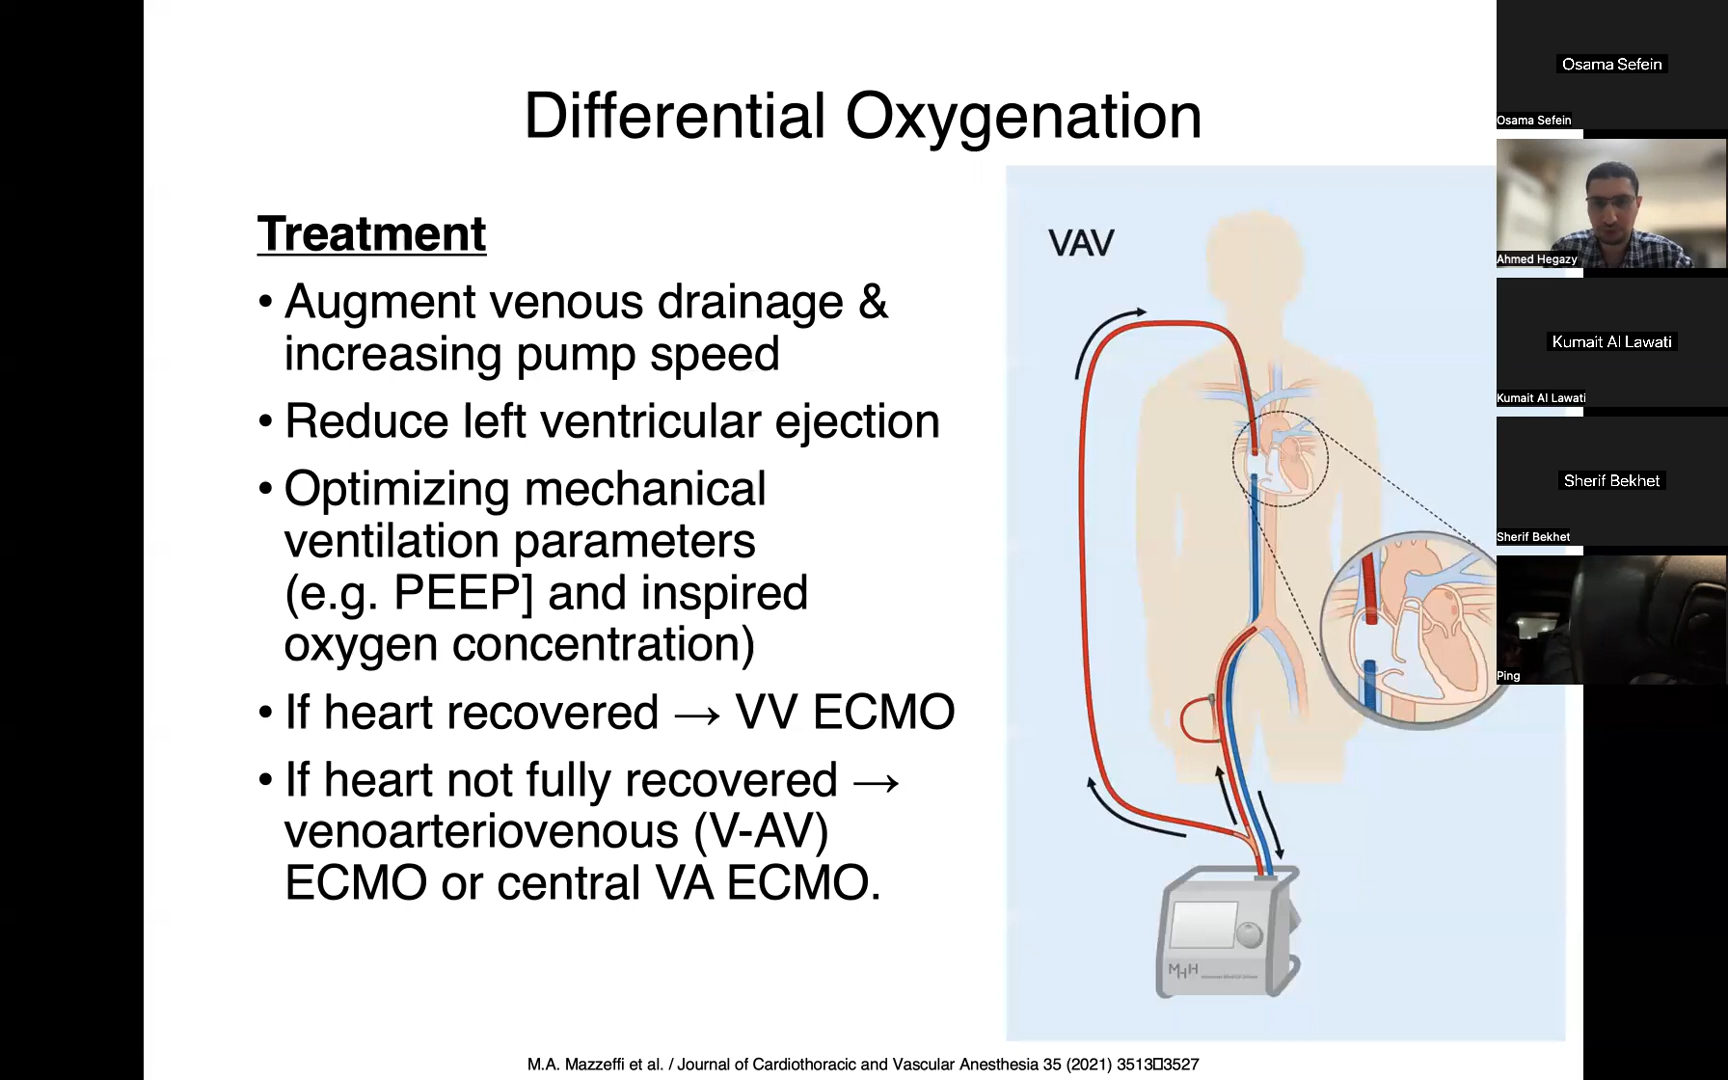 Differential Oxygenation
Treatment
• Augment venous drainage &
increasing pump speed
• Reduce left ventricular ejection
• Optimizing mechanical
ventilation parameters
(e.g. PEEP] and inspired
oxygen concentration)
• If heart recovered → VV ECMO
• If heart not fully recovered →
venoarteriovenous (V-AV)
ECMO or central VA ECMO.
VAV
MHH
M.A. Mazzeffi et al. / Journal of Cardiothoracic and Vascular Anesthesia 35 (2021) 3513□3527
Osama Sefein
Osama Sefein
Ahmed Hegazy
Kumait Al Lawati
Kumait Al Lawati
Sherif Bekhet
Sherif Bekhet
Ping